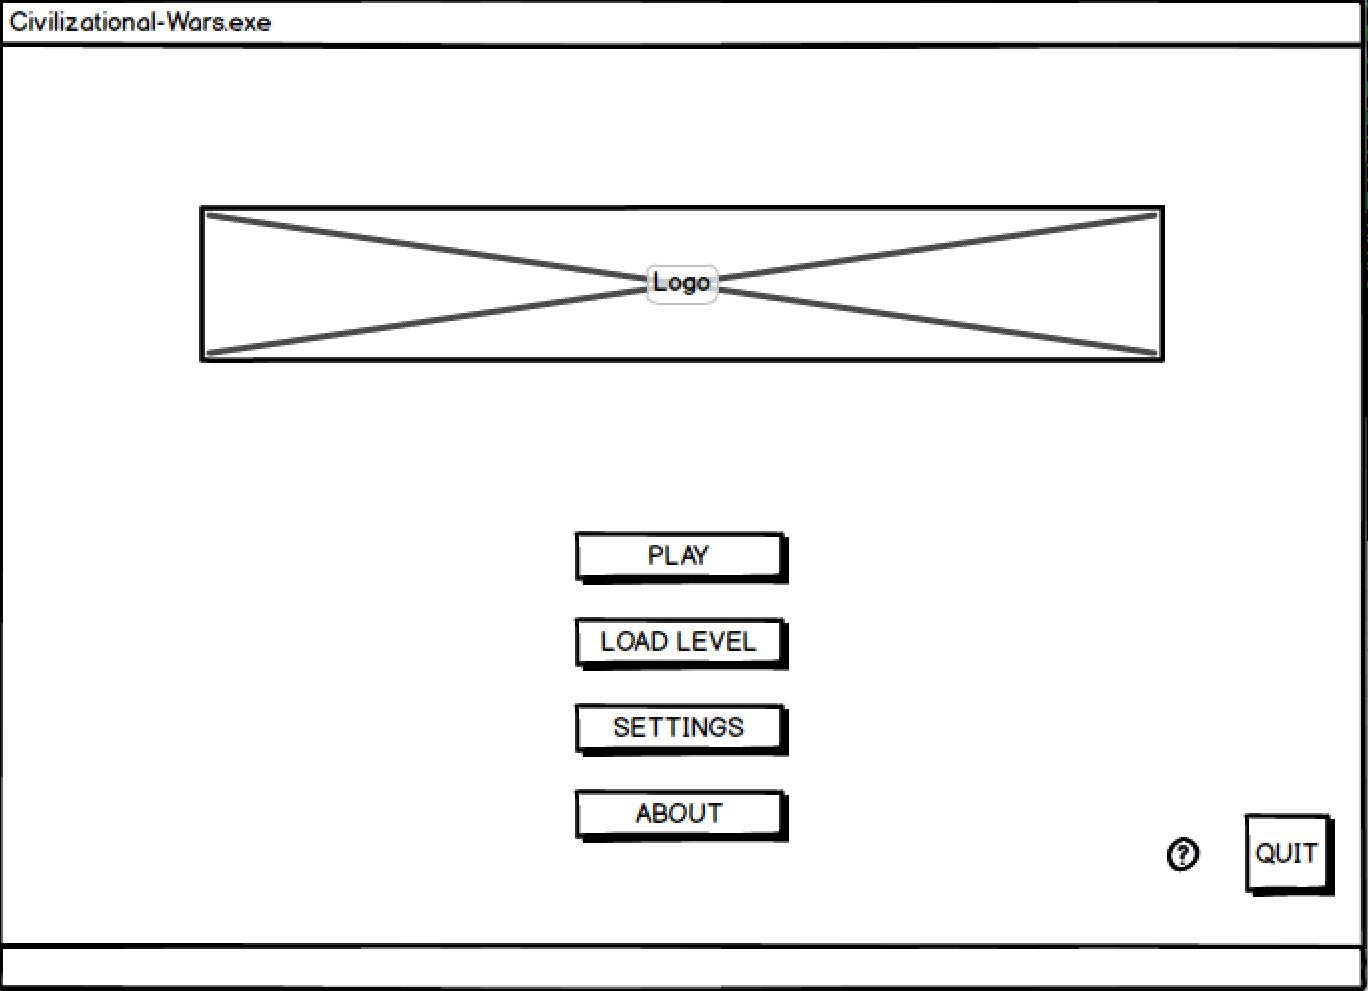 Civilizational-Wars.exe
Logo
PLAY
LOAD LEVEL
SETTINGS
ABOUT
?
QUIT